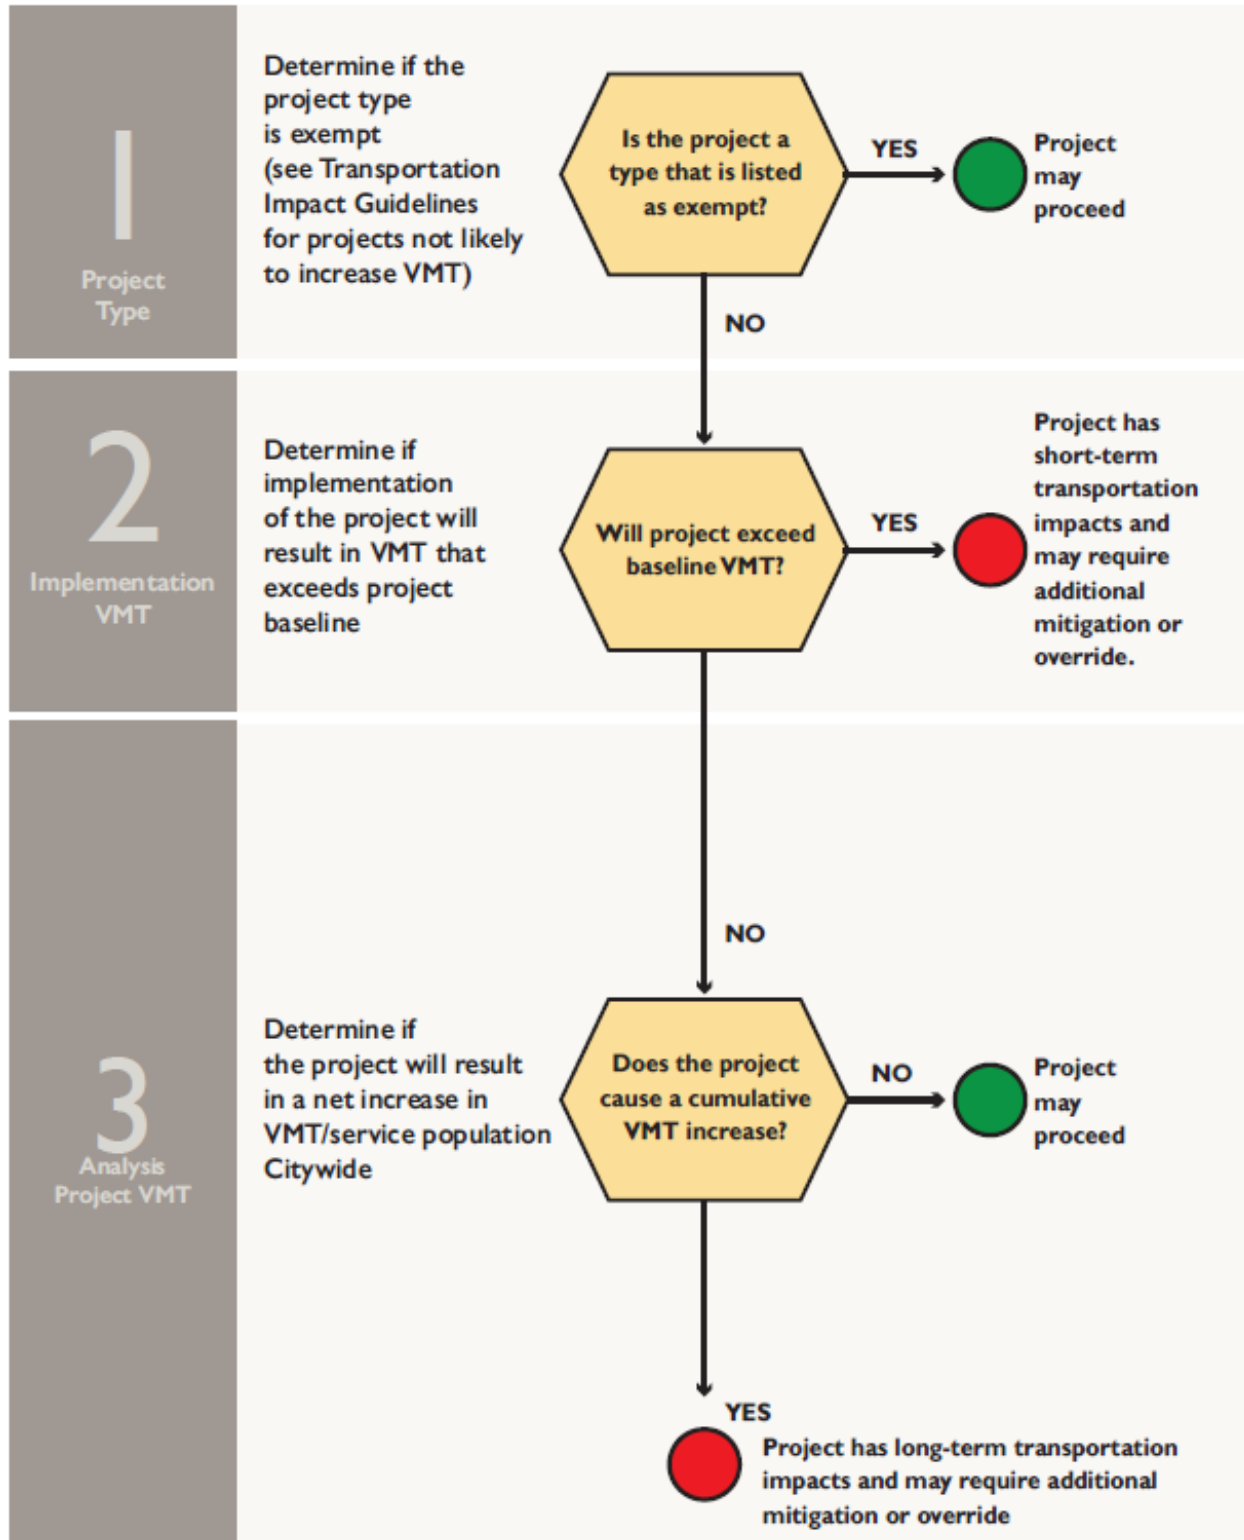 1
Project
Type
Determine if the
project type
is exempt
(see Transportation
Impact Guidelines
for projects not likely
to increase VMT)
Is the project a
type that is listed
as exempt?
YES
Project
may
proceed
NO
2
Implementation
VMT
Determine if
implementation
of the project will
result in VMT that
exceeds project
baseline
Will project exceed
baseline VMT?
YES
Project has
short-term
transportation
impacts and
may require
additional
mitigation or
override.
NO
3
Analysis
Project VMT
Determine if
the project will result
in a net increase in
VMT/service population
Citywide
Does the project
cause a cumulative
VMT increase?
NO
Project
may
proceed
YES
Project has long-term transportation
impacts and may require additional
mitigation or override